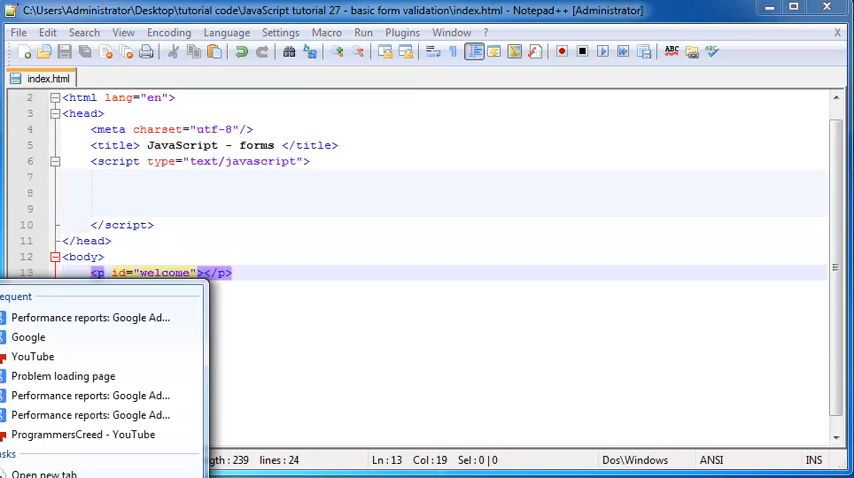 C:\Users\Administrator\Desktop\tutorial code\JavaScript tutorial 27 - basic form validation\index.html - Notepad++ [Administrator]
File Edit Search View Encoding Language Settings Macro Run Plugins Window ? X
index.html
2 <html lang="en">
3 <head>
4 <meta charset="utf-8"/>
5 <title> JavaScript - forms </title>
6 <script type="text/javascript">
7
8
9
10 </script>
11 </head>
12 <body>
13 <p id="welcome"></p>
equent
Performance reports: Google Ad...
Google
YouTube
Problem loading page
Performance reports: Google Ad...
Performance reports: Google Ad...
ProgrammersCreed - YouTube
asks
Open new tab
gth : 239 lines : 24 Ln : 13 Col : 19 Sel : 0 | 0 Dos\Windows ANSI INS